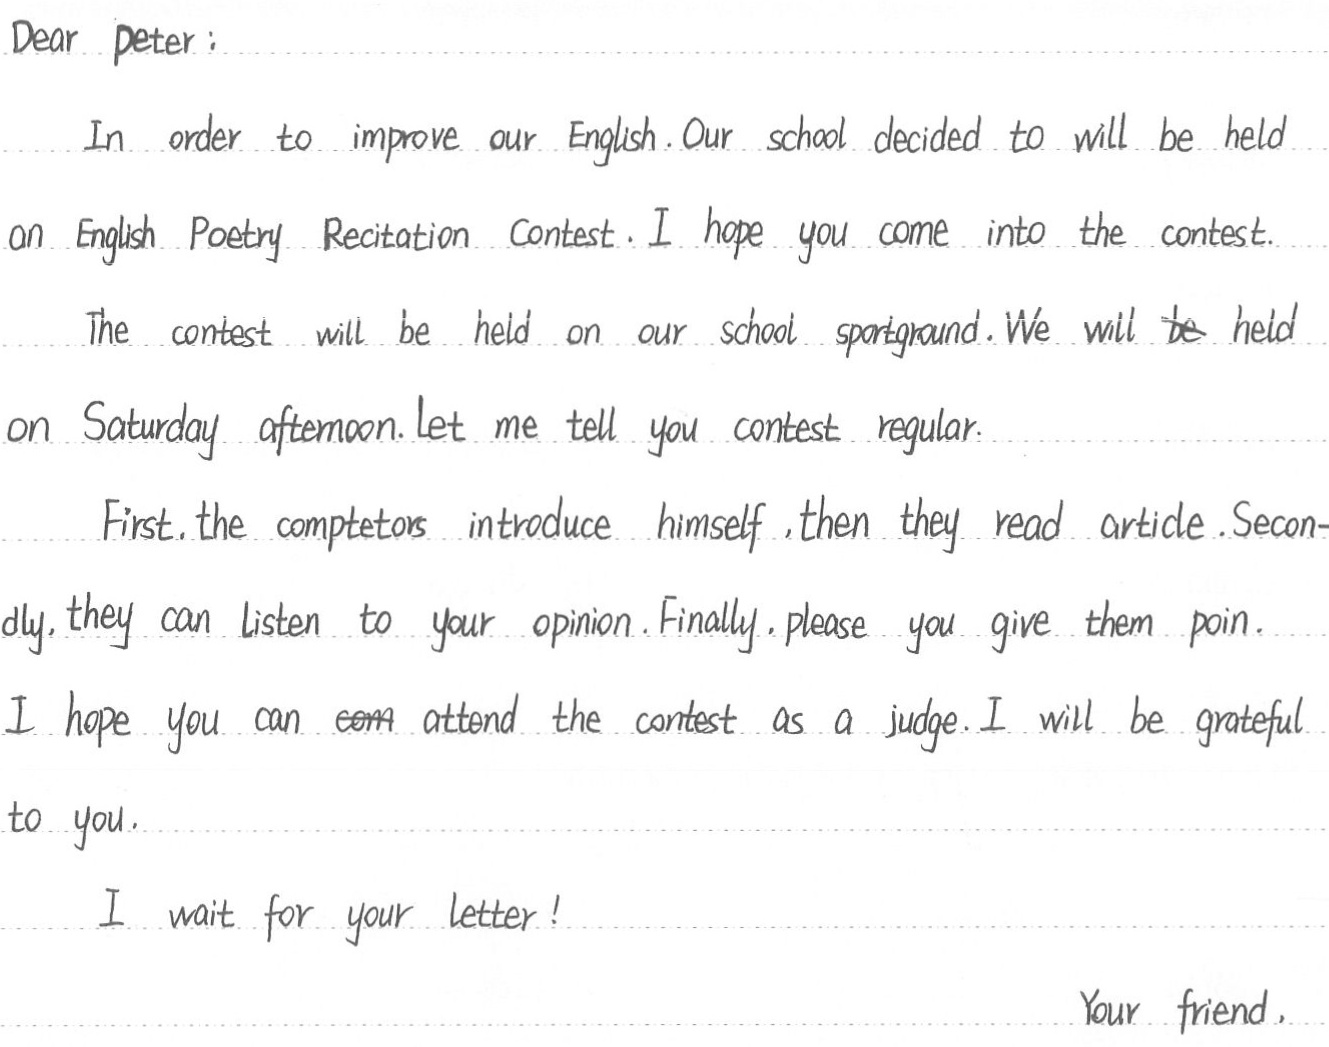 Dear peter:
In order to improve our English. Our school decided to will be held
an English Poetry Recitation Contest. I hope you come into the contest.
The contest will be held on our school sportground. We will be held
on Saturday afternoon. Let me tell you contest regular.
First, the comptetors introduce himself, then they read article. Secon-
dly, they can listen to your opinion. Finally, please you give them poin.
I hope you can com attend the contest as a judge. I will be grateful
to you.
I wait for your letter!
Your friend.